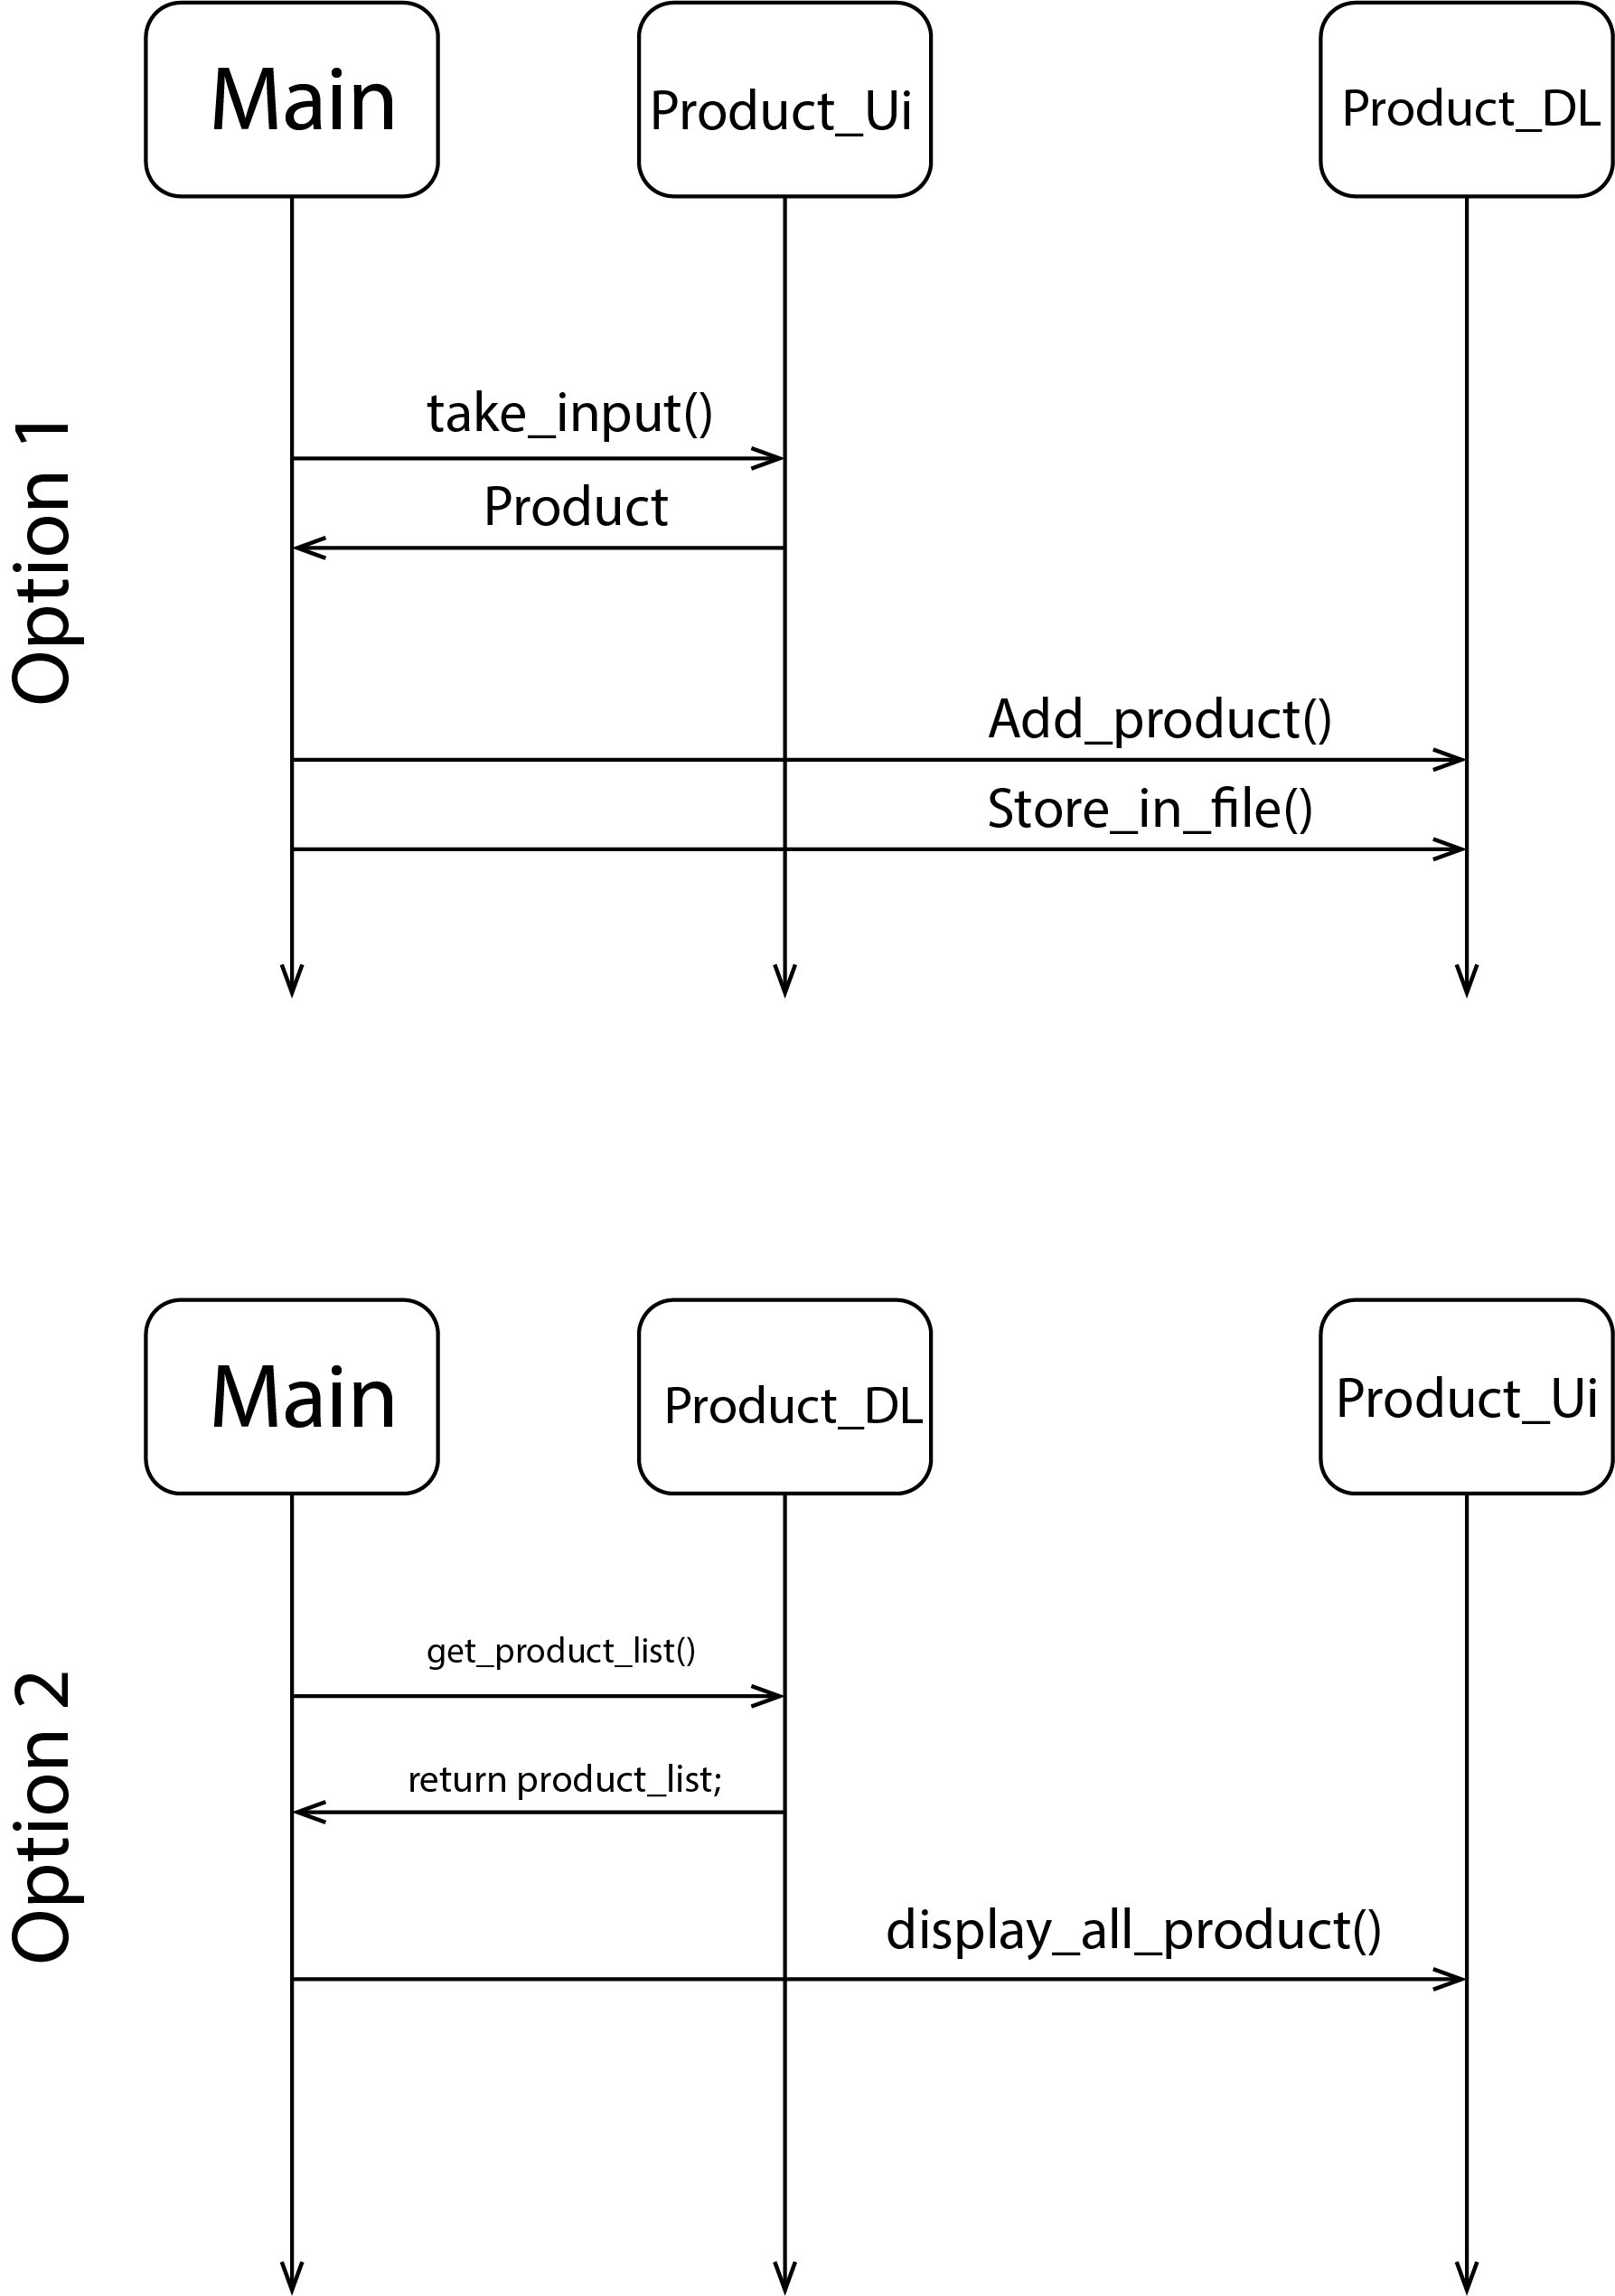 Main
Product_Ui
Product_DL
Option 1
take_input()
Product
Add_product()
Store_in_file()
Main
Product_DL
Product_Ui
Option 2
get_product_list()
return product_list;
display_all_product()